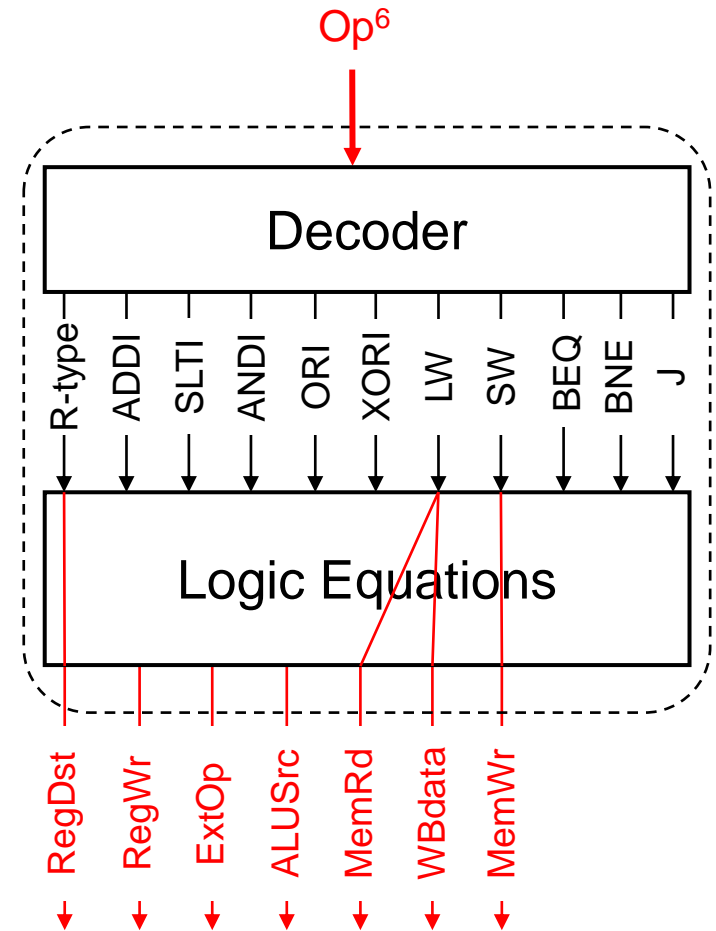 Op⁶
Decoder
R-type
ADDI
SLTI
ANDI
ORI
XORI
LW
SW
BEQ
BNE
J
Logic Equations
RegDst
RegWr
ExtOp
ALUSrc
MemRd
WBdata
MemWr